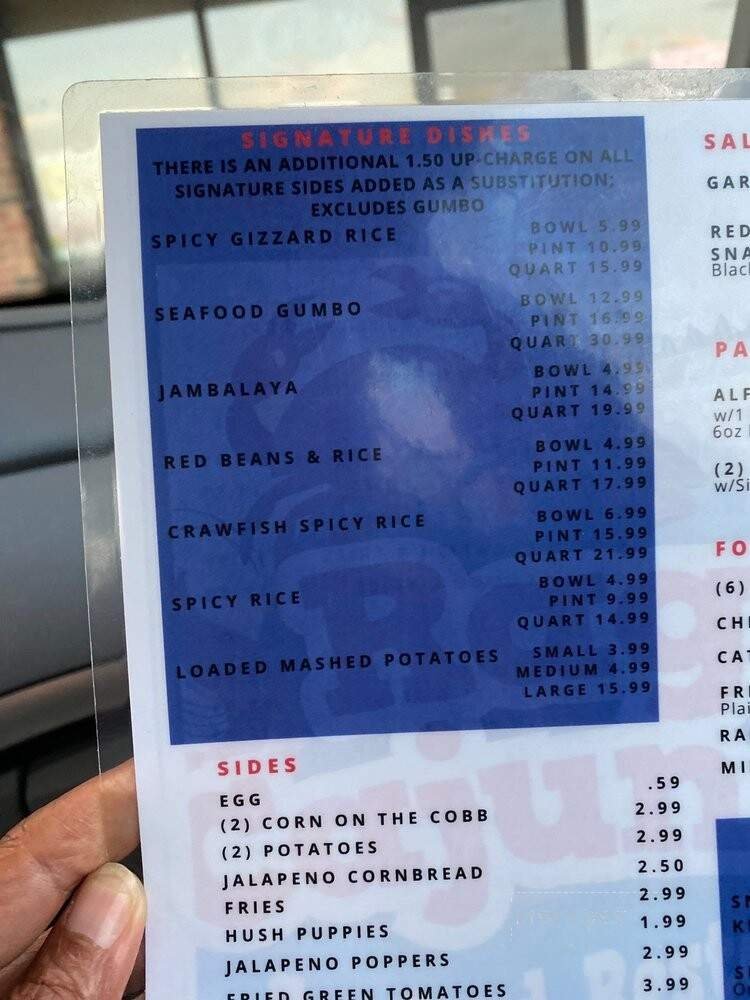 SIGNATURE DISHES
THERE IS AN ADDITIONAL 1.50 UP-CHARGE ON ALL
SIGNATURE SIDES ADDED AS A SUBSTITUTION;
EXCLUDES GUMBO
SPICY GIZZARD RICE BOWL 5.99
PINT 10.99
QUART 15.99
SEAFOOD GUMBO BOWL 12.99
PINT 16.99
QUART 30.99
JAMBALAYA BOWL 4.99
PINT 14.99
QUART 19.99
RED BEANS & RICE BOWL 4.99
PINT 11.99
QUART 17.99
CRAWFISH SPICY RICE BOWL 6.99
PINT 15.99
QUART 21.99
SPICY RICE BOWL 4.99
PINT 9.99
QUART 14.99
LOADED MASHED POTATOES SMALL 3.99
MEDIUM 4.99
LARGE 15.99
SIDES
EGG .59
(2) CORN ON THE COBB 2.99
(2) POTATOES 2.99
JALAPENO CORNBREAD 2.50
FRIES 2.99
HUSH PUPPIES 1.99
JALAPENO POPPERS 2.99
FRIED GREEN TOMATOES 3.99
SAL
GAR
RED
SNA
Blac
PA
ALF
w/1
6oz
(2)
w/Si
FO
(6)
CH
CAT
FR
Plai
RA
MI